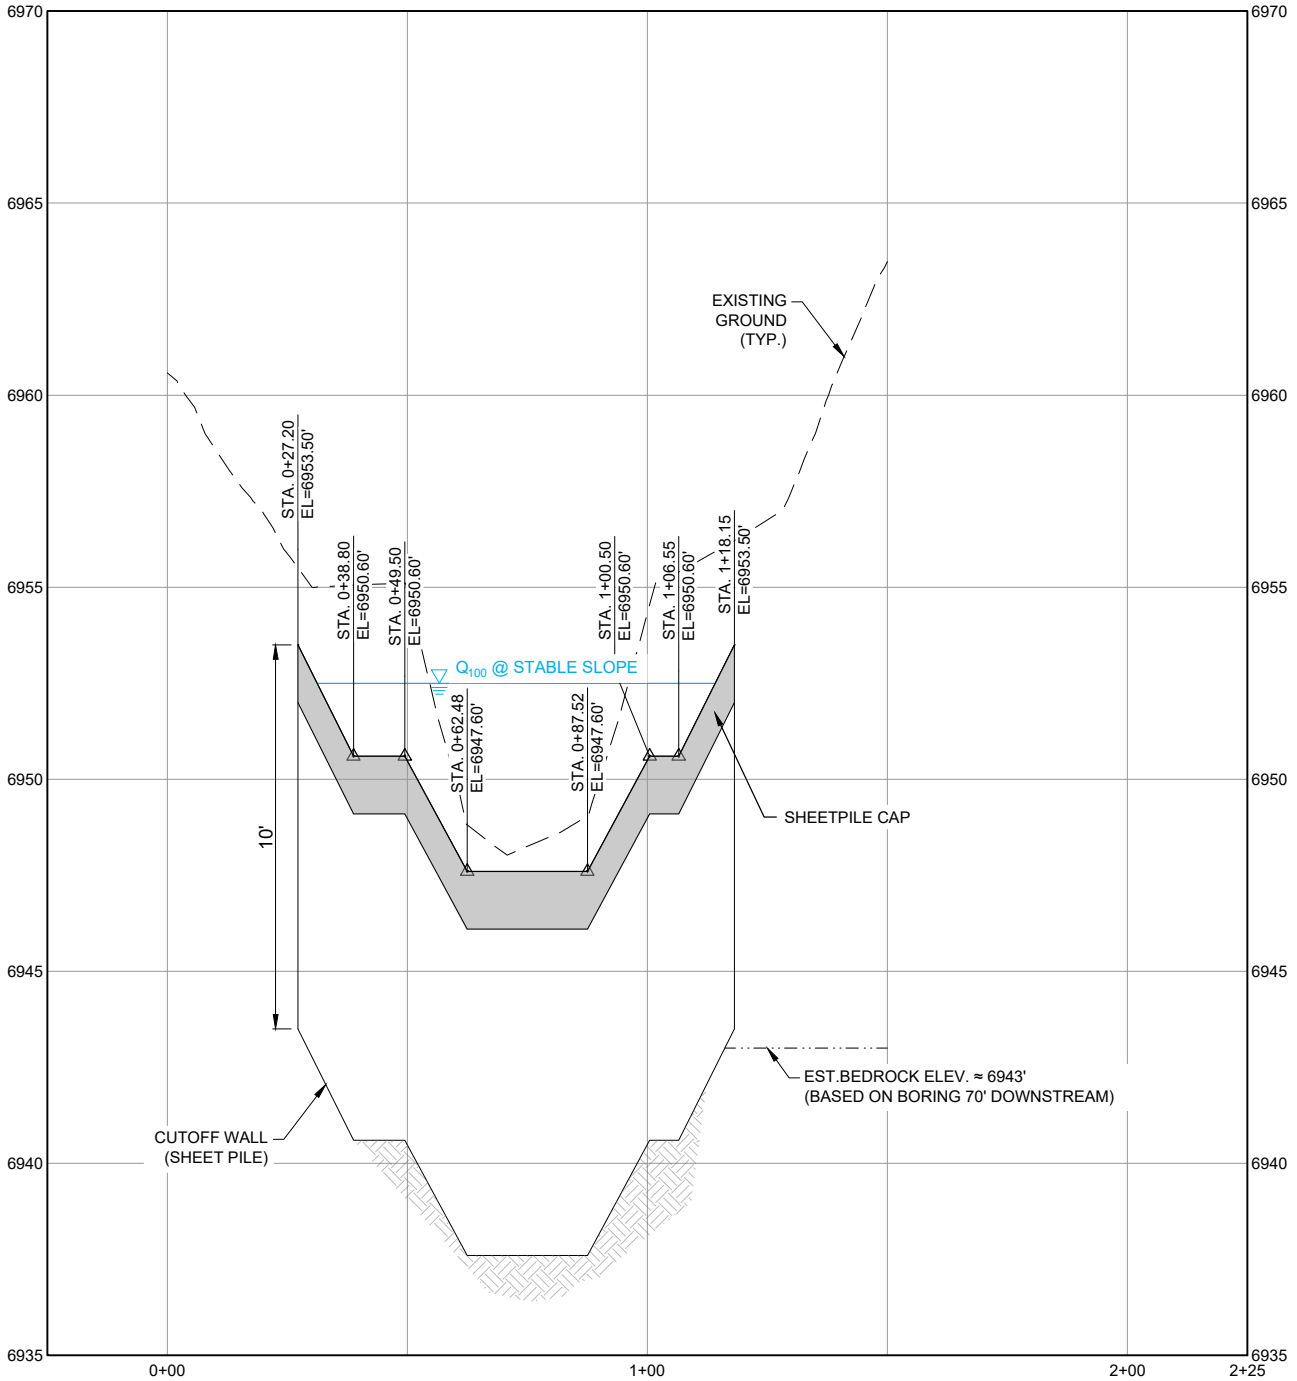 6970
6970
6965
6965
EXISTING
GROUND
(TYP.)
6960
6960
STA. 0+27.20
EL=6953.50'
STA. 0+38.80
EL=6950.60'
STA. 0+49.50
EL=6950.60'
STA. 1+00.50
EL=6950.60'
STA. 1+06.55
EL=6950.60'
STA. 1+18.15
EL=6953.50'
6955
6955
Q100 @ STABLE SLOPE
STA. 0+62.48
EL=6947.60'
STA. 0+87.52
EL=6947.60'
6950
6950
SHEETPILE CAP
10'
6945
6945
EST.BEDROCK ELEV. ≈ 6943'
(BASED ON BORING 70' DOWNSTREAM)
CUTOFF WALL
(SHEET PILE)
6940
6940
6935
6935
0+00
1+00
2+00
2+25